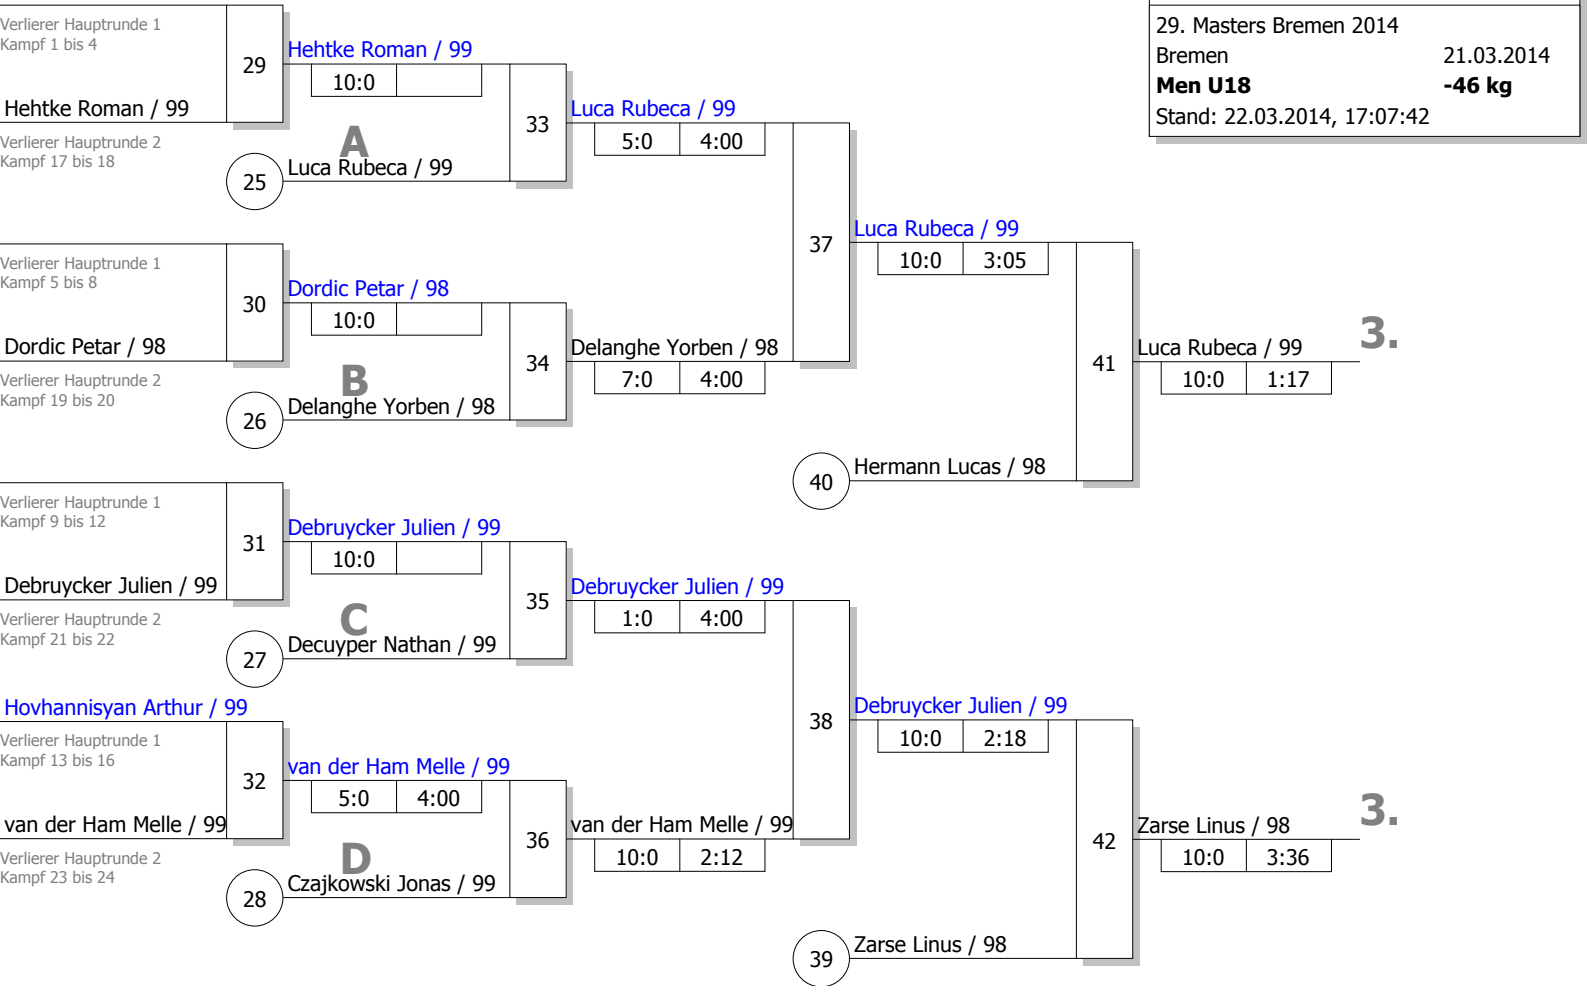 29. Masters Bremen 2014
Bremen 21.03.2014
Men U18 -46 kg
Stand: 22.03.2014, 17:07:42
Verlierer Hauptrunde 1
Kampf 1 bis 4
29
Hehtke Roman / 99
10:0
Hehtke Roman / 99
Verlierer Hauptrunde 2
Kampf 17 bis 18
A
25
Luca Rubeca / 99
33
Luca Rubeca / 99
5:0 4:00
Verlierer Hauptrunde 1
Kampf 5 bis 8
30
Dordic Petar / 98
10:0
Dordic Petar / 98
Verlierer Hauptrunde 2
Kampf 19 bis 20
B
26
Delanghe Yorben / 98
34
Delanghe Yorben / 98
7:0 4:00
37
Luca Rubeca / 99
10:0 3:05
40
Hermann Lucas / 98
41
Luca Rubeca / 99
10:0 1:17
3.
Verlierer Hauptrunde 1
Kampf 9 bis 12
31
Debruycker Julien / 99
10:0
Debruycker Julien / 99
Verlierer Hauptrunde 2
Kampf 21 bis 22
C
27
Decuyper Nathan / 99
35
Debruycker Julien / 99
1:0 4:00
Hovhannisyan Arthur / 99
Verlierer Hauptrunde 1
Kampf 13 bis 16
32
van der Ham Melle / 99
5:0 4:00
van der Ham Melle / 99
Verlierer Hauptrunde 2
Kampf 23 bis 24
D
28
Czajkowski Jonas / 99
36
van der Ham Melle / 99
10:0 2:12
38
Debruycker Julien / 99
10:0 2:18
39
Zarse Linus / 98
42
Zarse Linus / 98
10:0 3:36
3.